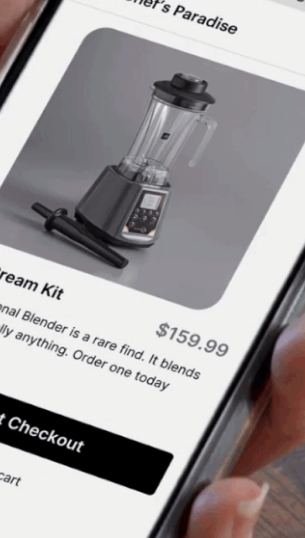 hef's Paradise
ream Kit
$159.99
nal Blender is a rare find. It blends
lly anything. Order one today
t Checkout
cart